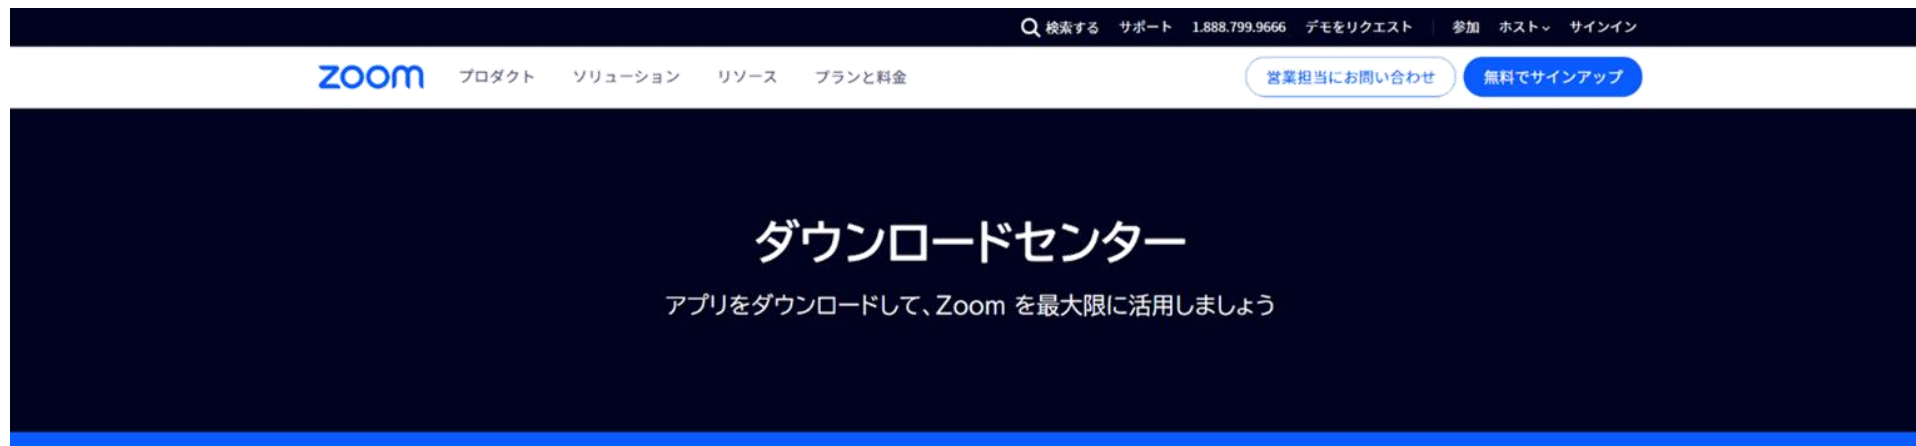 検索する サポート 1.888.799.9666 デモをリクエスト 参加 ホスト サインイン
zoom プロダクト ソリューション リソース プランと料金 営業担当にお問い合わせ 無料でサインアップ
ダウンロードセンター
アプリをダウンロードして、Zoom を最大限に活用しましょう